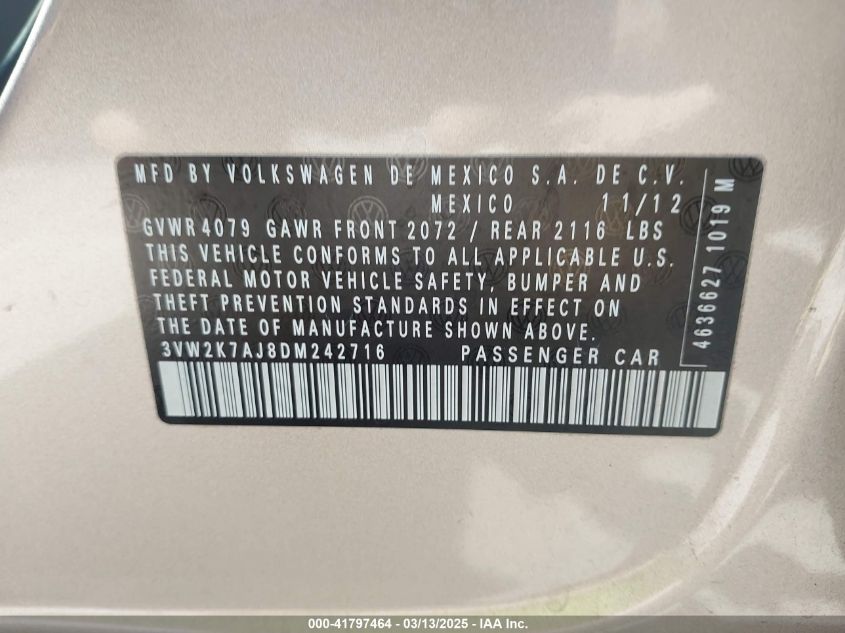 MFD BY VOLKSWAGEN DE MEXICO S.A. DE C.V.
MEXICO 11/12
GVWR 4079 GAWR FRONT 2072 / REAR 2116 LBS
THIS VEHICLE CONFORMS TO ALL APPLICABLE U.S.
FEDERAL MOTOR VEHICLE SAFETY, BUMPER AND
THEFT PREVENTION STANDARDS IN EFFECT ON
THE DATE OF MANUFACTURE SHOWN ABOVE.
3VW2K7AJ8DM242716 PASSENGER CAR
4636627 1019 M
000-41797464 - 03/13/2025 - IAA Inc.